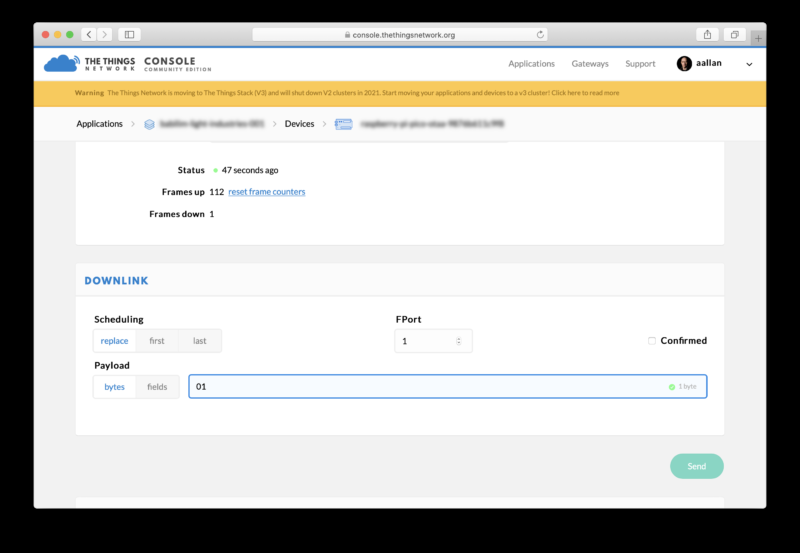 console.thethingsnetwork.org
THE THINGS NETWORK CONSOLE COMMUNITY EDITION
Applications Gateways Support aallan
Warning The Things Network is moving to The Things Stack (V3) and will shut down V2 clusters in 2021. Start moving your applications and devices to a v3 cluster! Click here to read more
Applications > > Devices >
Status 47 seconds ago
Frames up 112 reset frame counters
Frames down 1
DOWNLINK
Scheduling FPort
replace first last 1 Confirmed
Payload
bytes fields 01 1 byte
Send